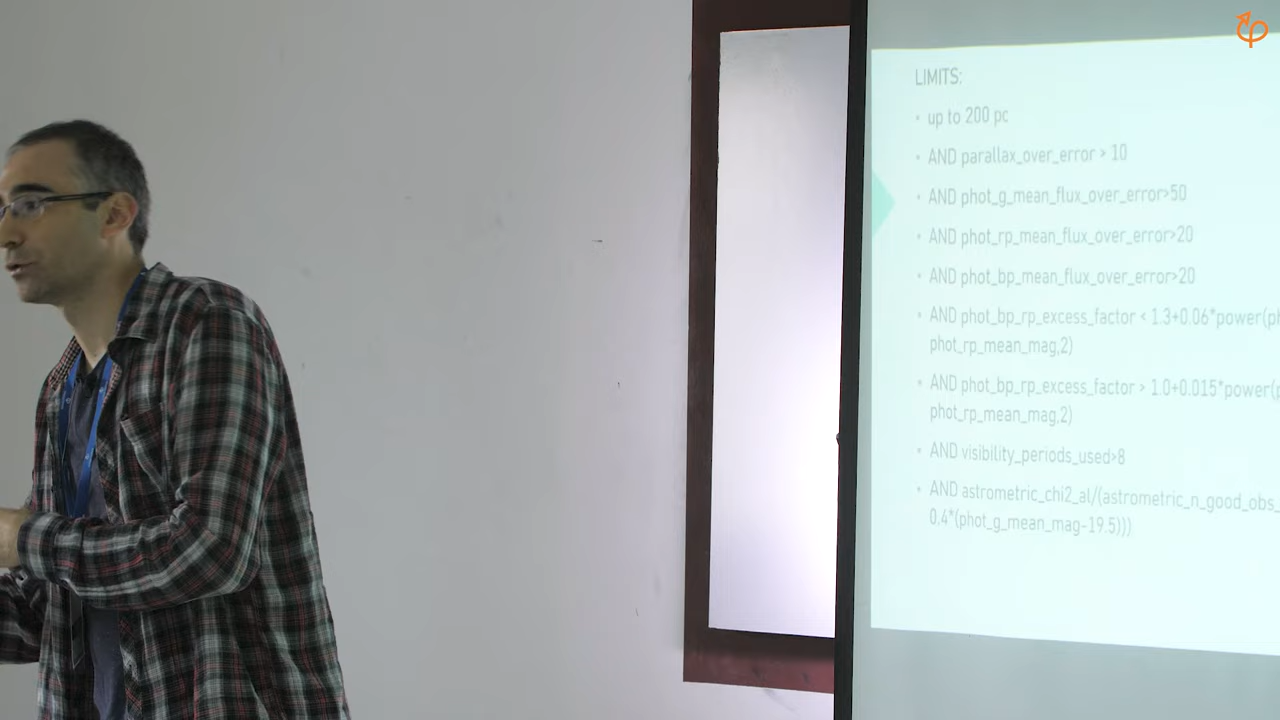 LIMITS:
• up to 200 pc
• AND parallax_over_error > 10
• AND phot_g_mean_flux_over_error>50
• AND phot_rp_mean_flux_over_error>20
• AND phot_bp_mean_flux_over_error>20
• AND phot_bp_rp_excess_factor < 1.3+0.06*power(ph
phot_rp_mean_mag,2)
• AND phot_bp_rp_excess_factor > 1.0+0.015*power(p
phot_rp_mean_mag,2)
• AND visibility_periods_used>8
• AND astrometric_chi2_al/(astrometric_n_good_obs_
0.4*(phot_g_mean_mag-19.5)))